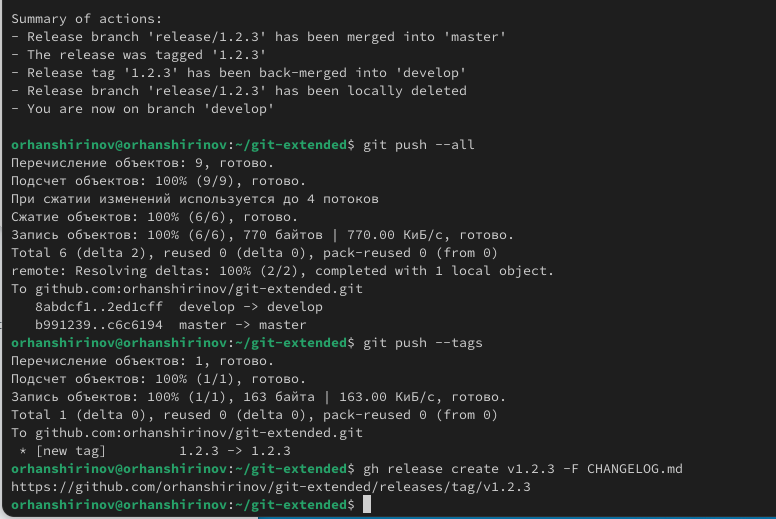 Summary of actions:
- Release branch 'release/1.2.3' has been merged into 'master'
- The release was tagged '1.2.3'
- Release tag '1.2.3' has been back-merged into 'develop'
- Release branch 'release/1.2.3' has been locally deleted
- You are now on branch 'develop'
orhanshirinov@orhanshirinov:~/git-extended$ git push --all
Перечисление объектов: 9, готово.
Подсчет объектов: 100% (9/9), готово.
При сжатии изменений используется до 4 потоков
Сжатие объектов: 100% (6/6), готово.
Запись объектов: 100% (6/6), 770 байтов | 770.00 КиБ/с, готово.
Total 6 (delta 2), reused 0 (delta 0), pack-reused 0 (from 0)
remote: Resolving deltas: 100% (2/2), completed with 1 local object.
To github.com:orhanshirinov/git-extended.git
   8abdcf1..2ed1cff  develop -> develop
   b991239..c6c6194  master -> master
orhanshirinov@orhanshirinov:~/git-extended$ git push --tags
Перечисление объектов: 1, готово.
Подсчет объектов: 100% (1/1), готово.
Запись объектов: 100% (1/1), 163 байта | 163.00 КиБ/с, готово.
Total 1 (delta 0), reused 0 (delta 0), pack-reused 0 (from 0)
To github.com:orhanshirinov/git-extended.git
 * [new tag]         1.2.3 -> 1.2.3
orhanshirinov@orhanshirinov:~/git-extended$ gh release create v1.2.3 -F CHANGELOG.md
https://github.com/orhanshirinov/git-extended/releases/tag/v1.2.3
orhanshirinov@orhanshirinov:~/git-extended$